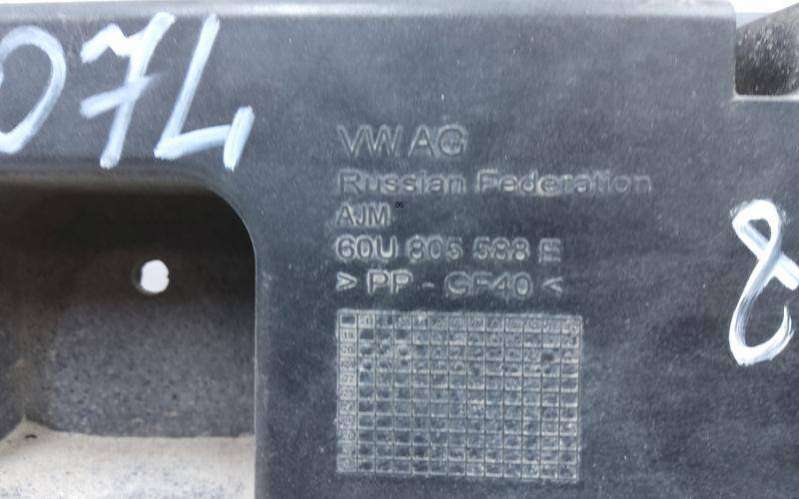 07L
VW AG
Russian Federation
AJM
60U 805 588 E
> PP - GF40 <
8